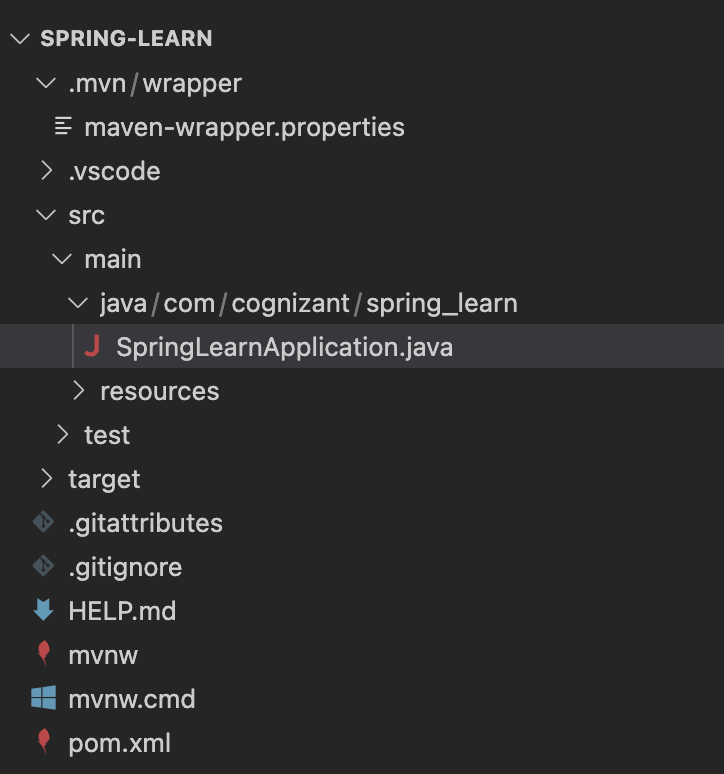 SPRING-LEARN
.mvn/wrapper
maven-wrapper.properties
.vscode
src
main
java/com/cognizant/spring_learn
J SpringLearnApplication.java
resources
test
target
.gitattributes
.gitignore
HELP.md
mvnw
mvnw.cmd
pom.xml